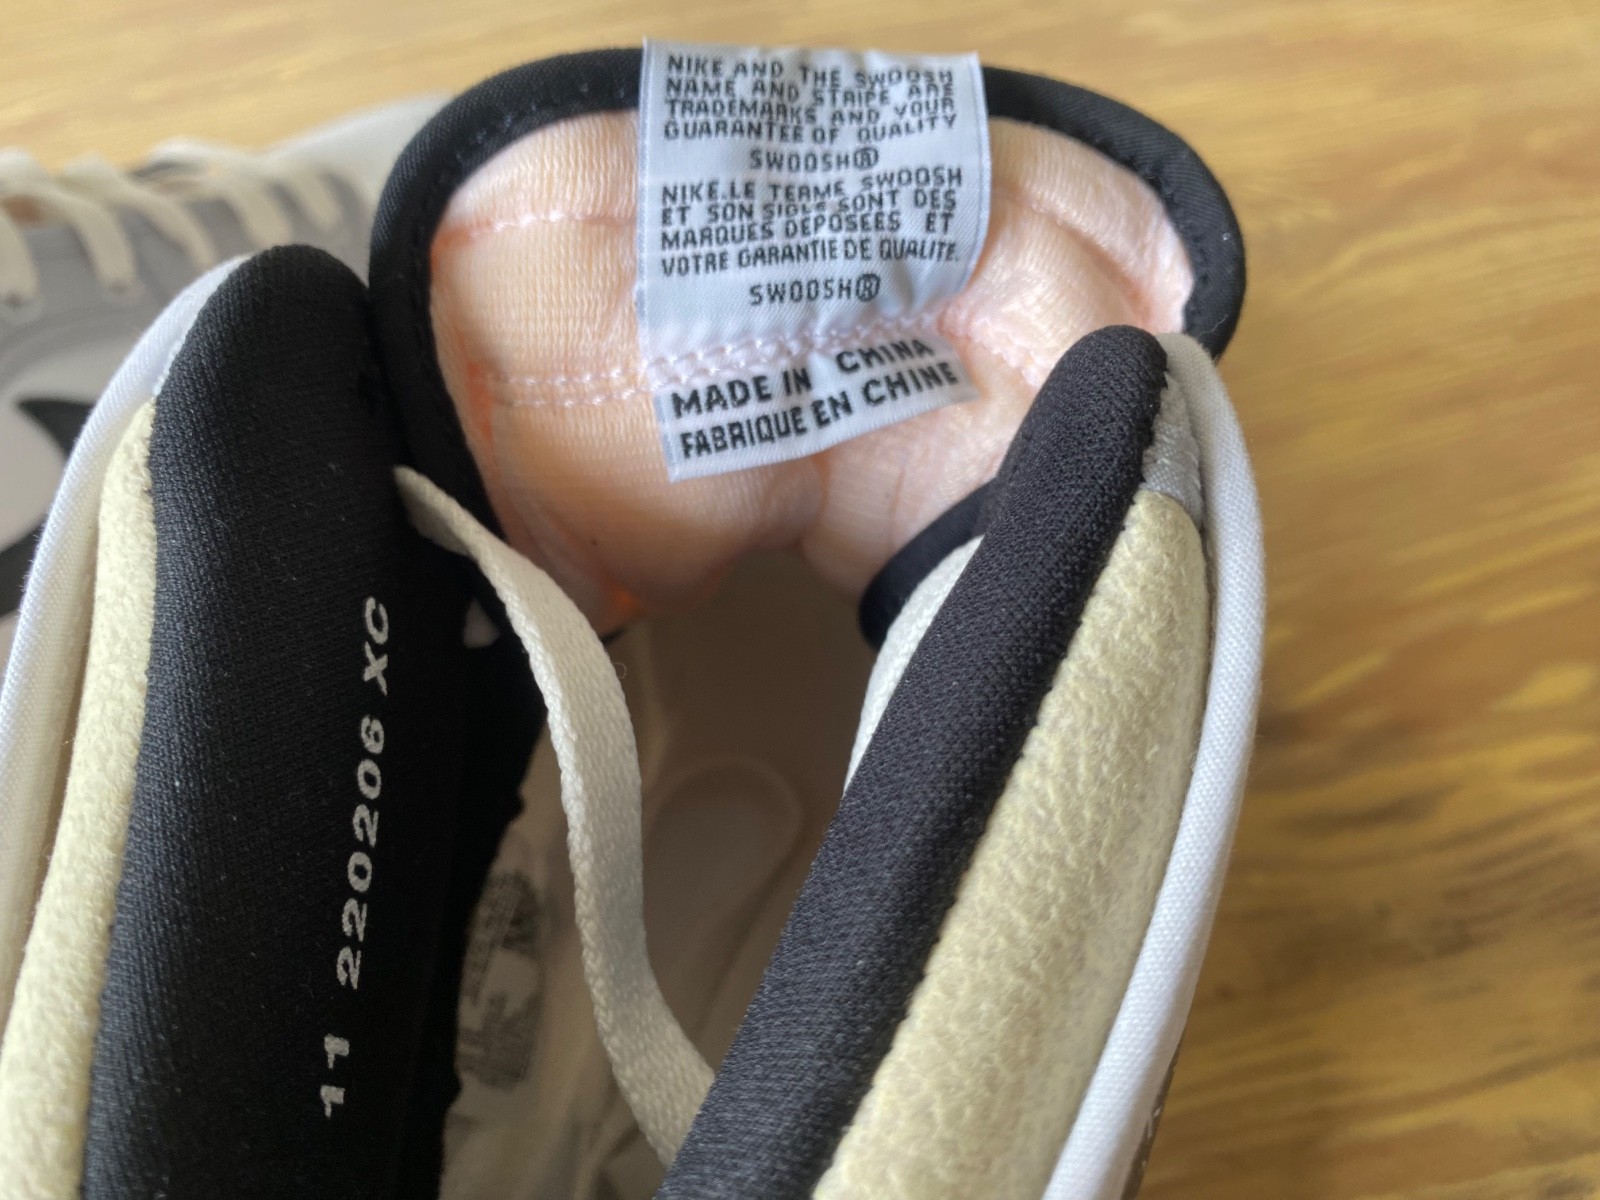 NIKE AND THE SWOOSH
NAME AND STRIPE ARE
TRADEMARKS AND YOUR
GUARANTEE OF QUALITY
SWOOSH®
NIKE.LE TERME SWOOSH
ET SON SIGLE SONT DES
MARQUES DEPOSEES ET
VOTRE GARANTIE DE QUALITE.
SWOOSH®
MADE IN CHINA
FABRIQUE EN CHINE
11 220206 XC